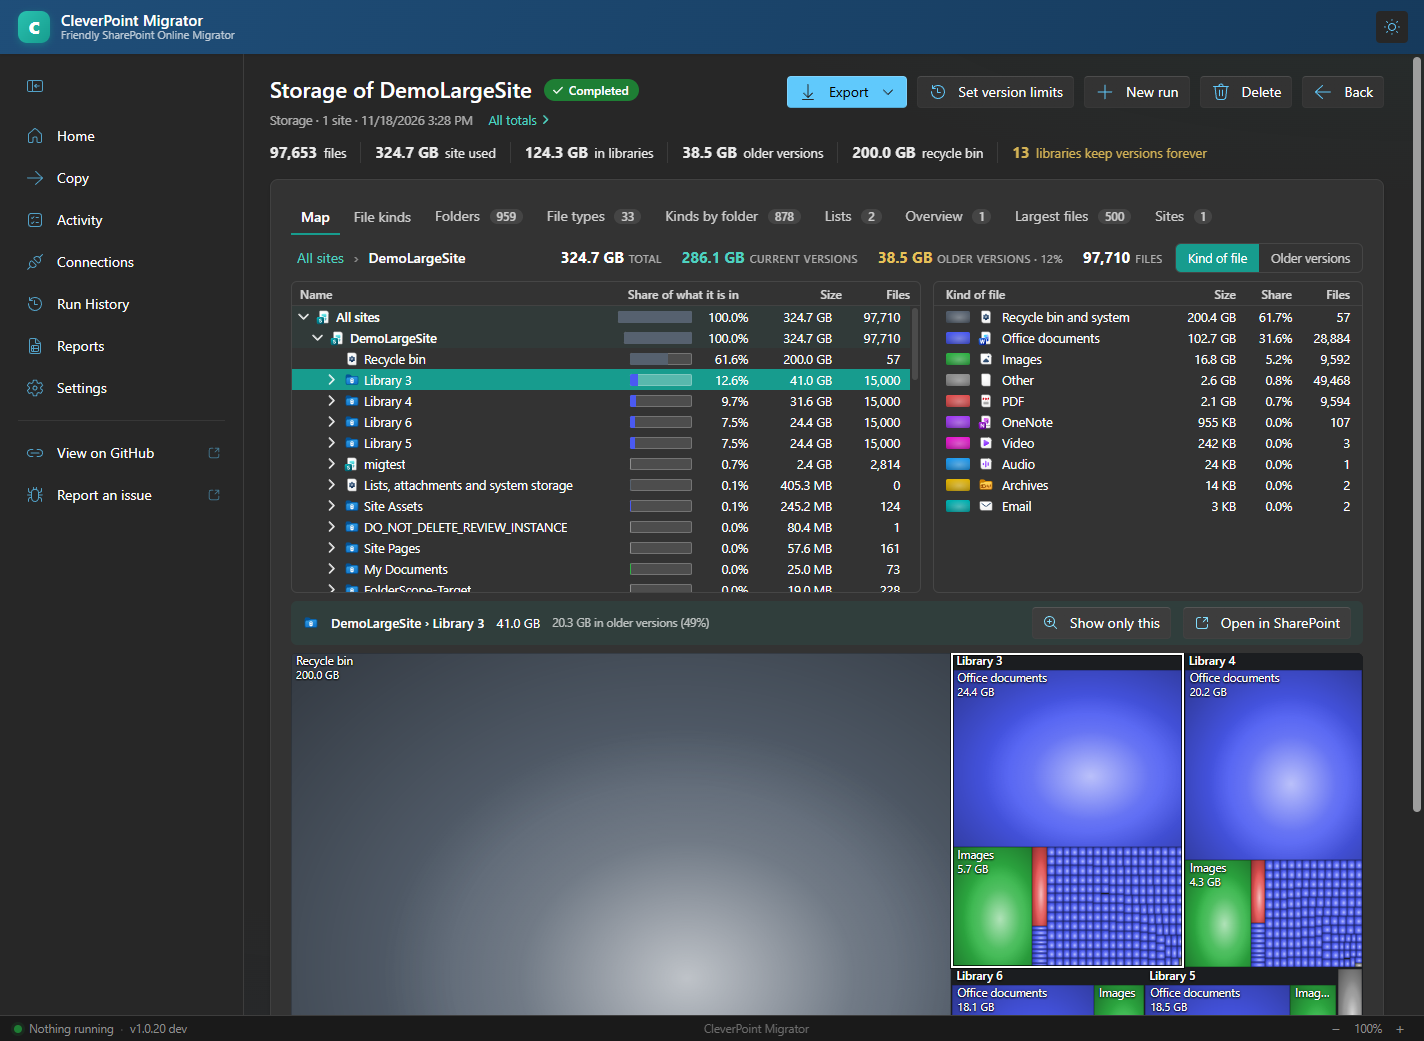 c
CleverPoint Migrator
Friendly SharePoint Online Migrator
Home
Copy
Activity
Connections
Run History
Reports
Settings
View on GitHub
Report an issue
Storage of DemoLargeSite
Completed
Export
Set version limits
New run
Delete
Back
Storage · 1 site · 11/18/2026 3:28 PM All totals
97,653 files
324.7 GB site used
124.3 GB in libraries
38.5 GB older versions
200.0 GB recycle bin
13 libraries keep versions forever
Map File kinds Folders 959 File types 33 Kinds by folder 878 Lists 2 Overview 1 Largest files 500 Sites 1
All sites › DemoLargeSite
324.7 GB TOTAL 286.1 GB CURRENT VERSIONS 38.5 GB OLDER VERSIONS · 12% 97,710 FILES
Kind of file Older versions
Name Share of what it is in Size Files
All sites 100.0% 324.7 GB 97,710
DemoLargeSite 100.0% 324.7 GB 97,710
Recycle bin 61.6% 200.0 GB 57
Library 3 12.6% 41.0 GB 15,000
Library 4 9.7% 31.6 GB 15,000
Library 6 7.5% 24.4 GB 15,000
Library 5 7.5% 24.4 GB 15,000
migtest 0.7% 2.4 GB 2,814
Lists, attachments and system storage 0.1% 405.3 MB 0
Site Assets 0.1% 245.2 MB 124
DO_NOT_DELETE_REVIEW_INSTANCE 0.0% 80.4 MB 1
Site Pages 0.0% 57.6 MB 161
My Documents 0.0% 25.0 MB 73
FolderScope-Target 0.0% 19.0 MB 228
Kind of file Size Share Files
Recycle bin and system 200.4 GB 61.7% 57
Office documents 102.7 GB 31.6% 28,884
Images 16.8 GB 5.2% 9,592
Other 2.6 GB 0.8% 49,468
PDF 2.1 GB 0.7% 9,594
OneNote 955 KB 0.0% 107
Video 242 KB 0.0% 3
Audio 24 KB 0.0% 1
Archives 14 KB 0.0% 2
Email 3 KB 0.0% 2
DemoLargeSite › Library 3 41.0 GB 20.3 GB in older versions (49%)
Show only this
Open in SharePoint
Recycle bin
200.0 GB
Library 3
Office documents
24.4 GB
Images
5.7 GB
Library 4
Office documents
20.2 GB
Images
4.3 GB
Library 6
Office documents
18.1 GB
Images
Library 5
Office documents
18.5 GB
Imag...
Nothing running · v1.0.20 dev
CleverPoint Migrator
− 100% +